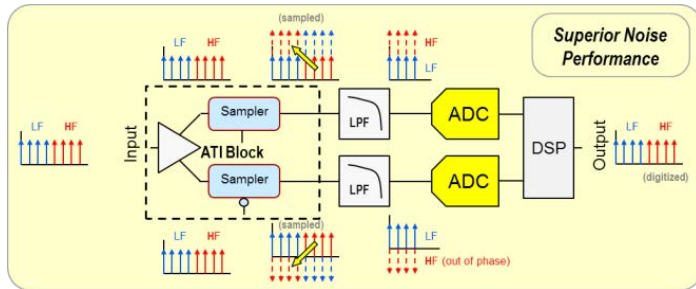 (sampled)
Superior Noise
Performance
LF HF
HF
LF
Sampler
LPF
ADC
LF HF
Input
ATI Block
DSP
Output
LF HF
Sampler
LPF
ADC
(digitized)
(sampled)
LF HF
LF
HF (out of phase)